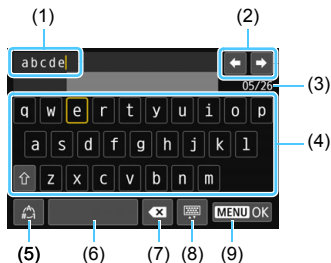 (1) (2)
abcde
(3)
05/26
q w e r t y u i o p
(4)
a s d f g h j k l
z x c v b n m
MENU OK
(5) (6) (7) (8) (9)